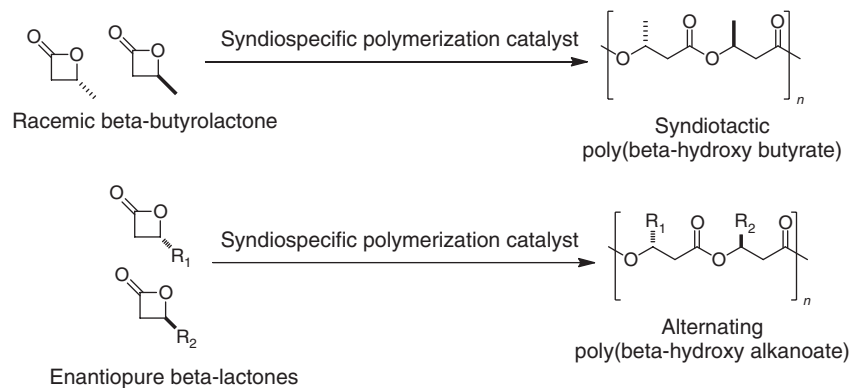 O
O
O
O
Syndiospecific polymerization catalyst
O
O
O
O
n
Racemic beta-butyrolactone
Syndiotactic
poly(beta-hydroxy butyrate)
O
O
R1
O
O
R2
Syndiospecific polymerization catalyst
R1
O
R2
O
O
O
n
Enantiopure beta-lactones
Alternating
poly(beta-hydroxy alkanoate)